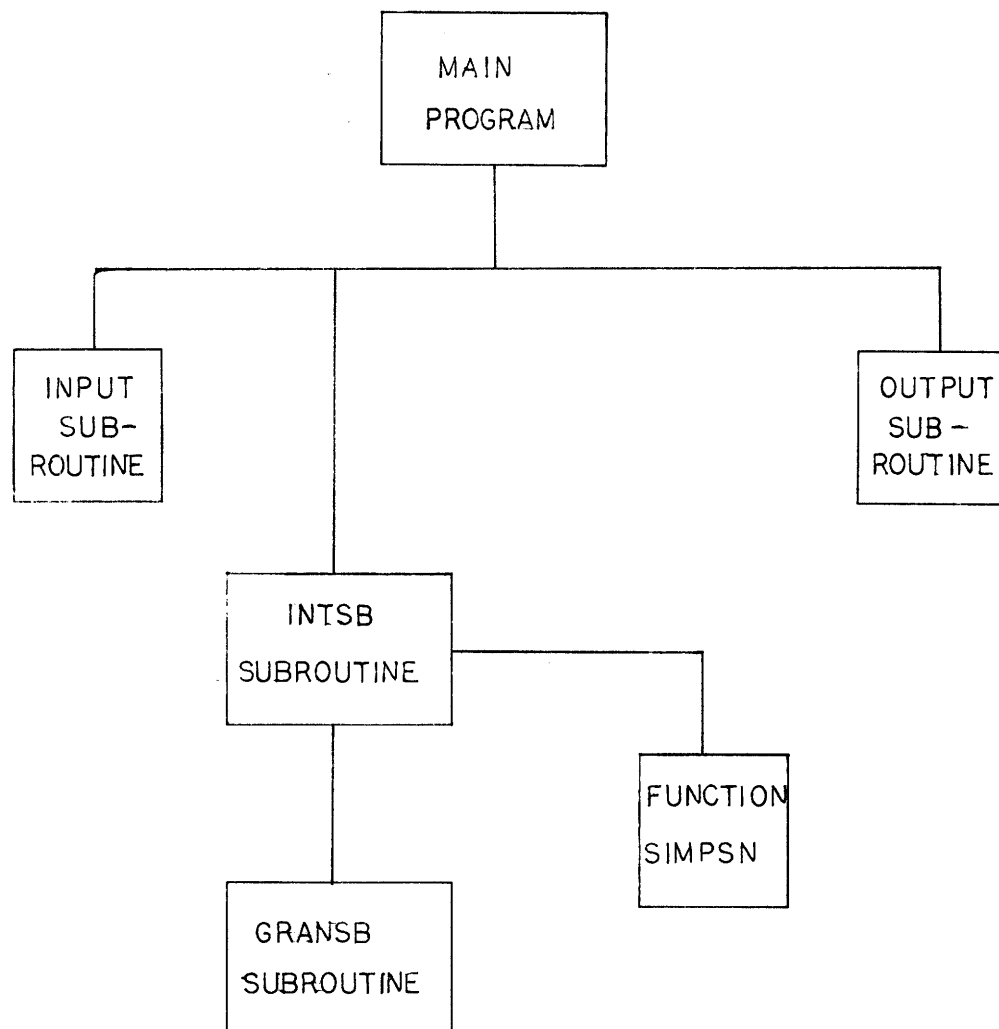 MAIN
PROGRAM
INPUT
SUB-
ROUTINE
OUTPUT
SUB-
ROUTINE
INTSB
SUBROUTINE
FUNCTION
SIMPSN
GRANSB
SUBROUTINE